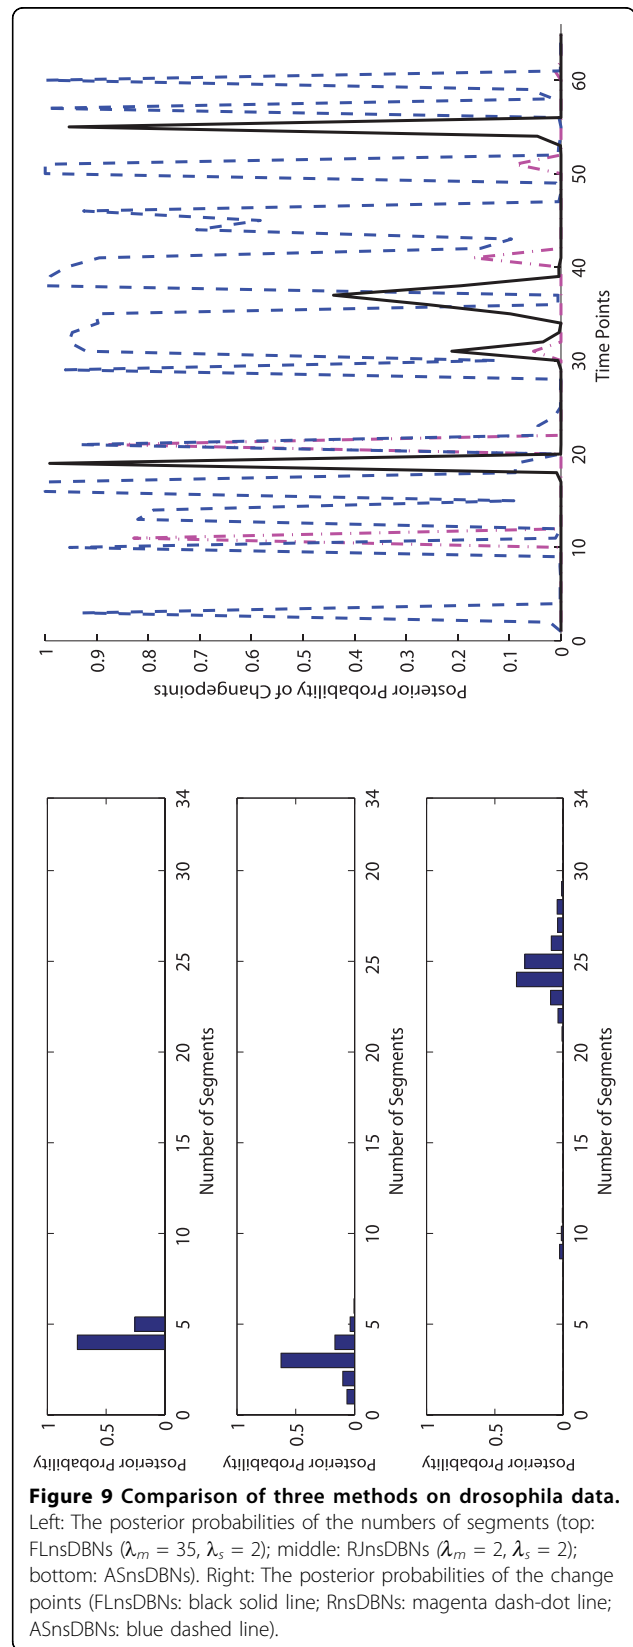 Posterior Probability
1
0.5
0
0 5 10 15 20 25 30 34
Number of Segments
Posterior Probability
1
0.5
0
0 5 10 15 20 25 20 34
Number of Segments
Posterior Probability
1
0.5
0
0 5 10 15 20 25 30 34
Number of Segments
Posterior Probability of Changepoints
1
0.9
0.8
0.7
0.6
0.5
0.4
0.3
0.2
0.1
0
0 10 20 30 40 50 60
Time Points
Figure 9 Comparison of three methods on drosophila data.
Left: The posterior probabilities of the numbers of segments (top:
FLnsDBNs (λm = 35, λs = 2); middle: RJnsDBNs (λm = 2, λs = 2);
bottom: ASnsDBNs). Right: The posterior probabilities of the change
points (FLnsDBNs: black solid line; RnsDBNs: magenta dash-dot line;
ASnsDBNs: blue dashed line).